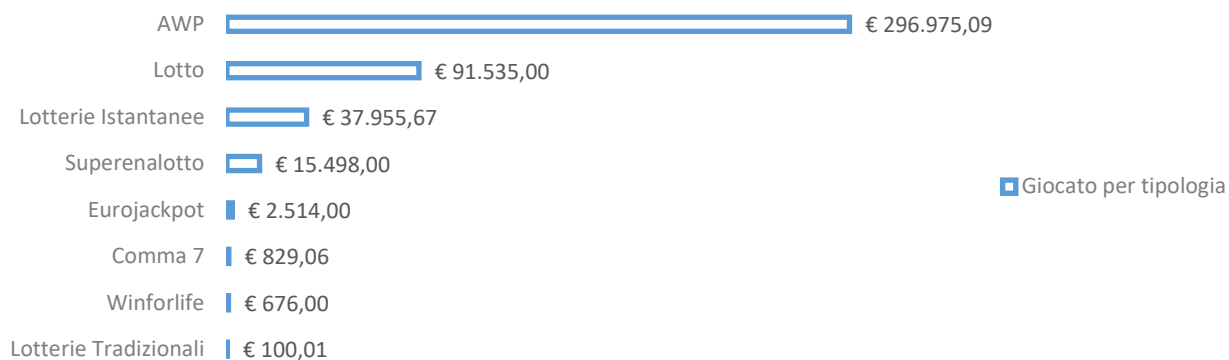 AWP € 296.975,09
Lotto € 91.535,00
Lotterie Istantanee € 37.955,67
Superenalotto € 15.498,00
Giocato per tipologia
Eurojackpot € 2.514,00
Comma 7 € 829,06
Winforlife € 676,00
Lotterie Tradizionali € 100,01